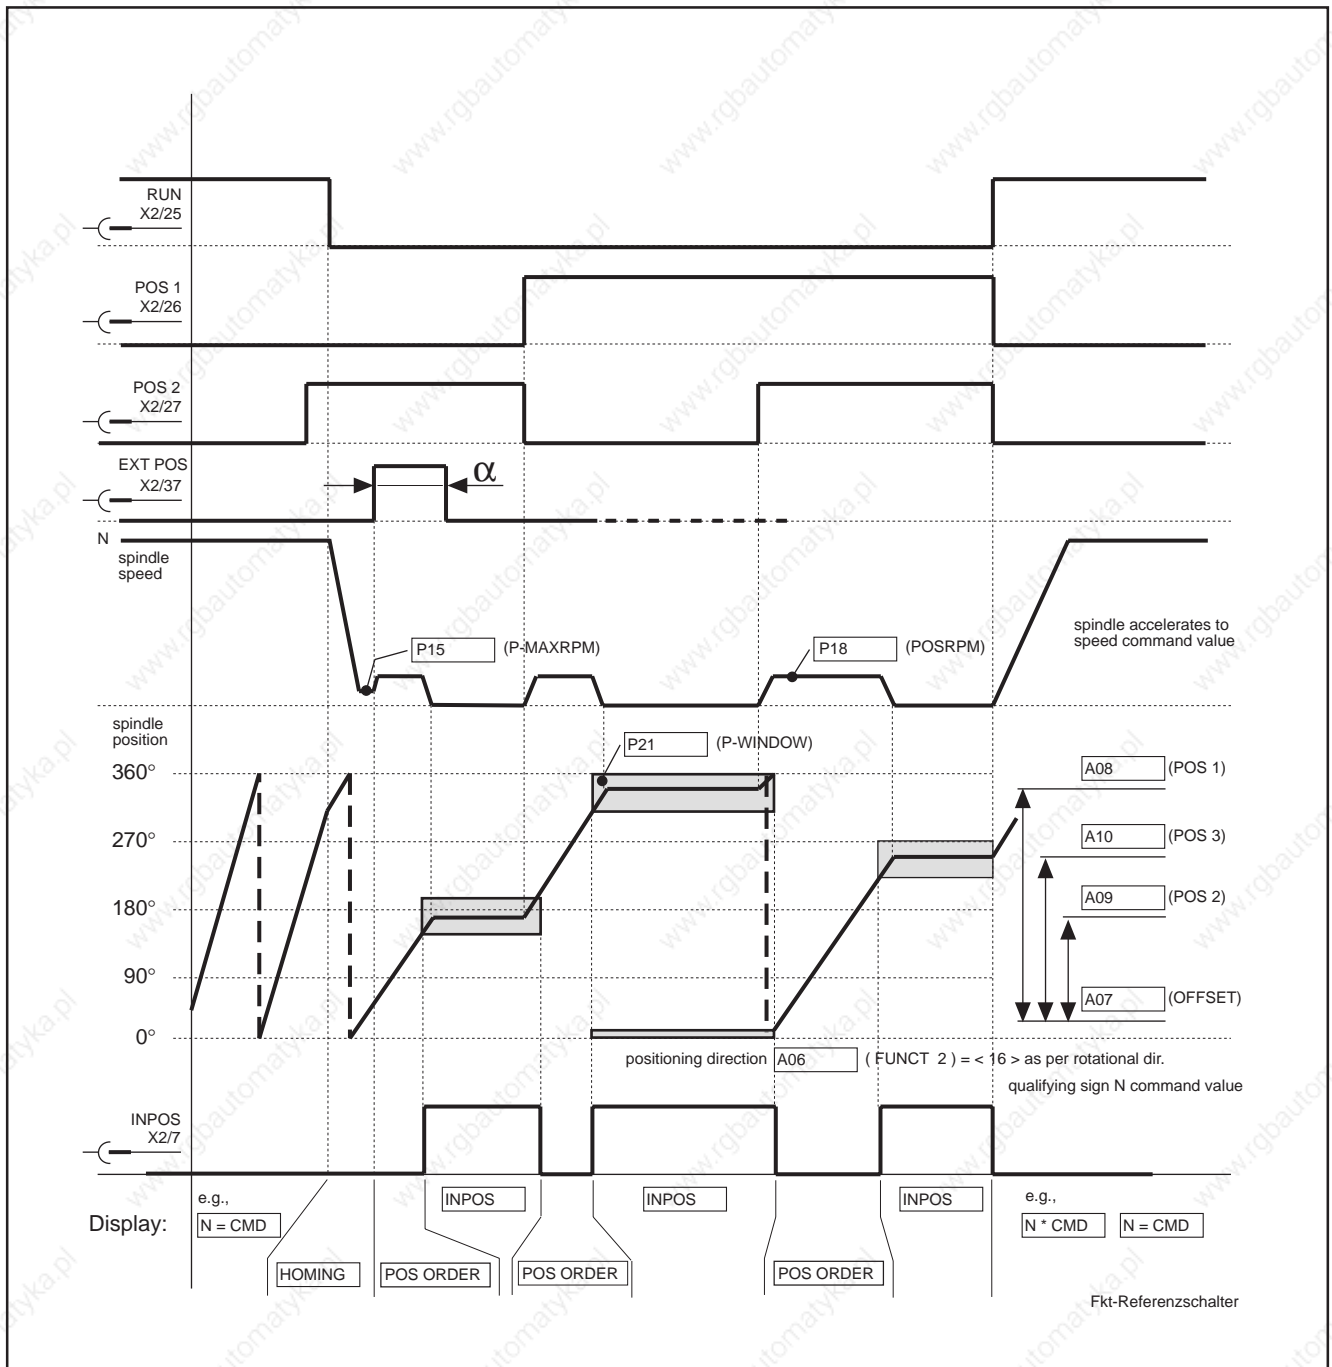 RUN
X2/25
POS 1
X2/26
POS 2
X2/27
EXT POS
X2/37
α
N
spindle
speed
P15 (P-MAXRPM)
P18 (POSRPM)
spindle accelerates to
speed command value
spindle
position
P21 (P-WINDOW)
360°
270°
180°
90°
0°
A08 (POS 1)
A10 (POS 3)
A09 (POS 2)
A07 (OFFSET)
positioning direction A06 ( FUNCT 2 ) = < 16 > as per rotational dir.
qualifying sign N command value
INPOS
X2/7
e.g.,
INPOS
INPOS
INPOS
e.g.,
Display:
N = CMD
N * CMD
N = CMD
HOMING
POS ORDER
POS ORDER
POS ORDER
Fkt-Referenzschalter
www.rgbautomatyka.pl